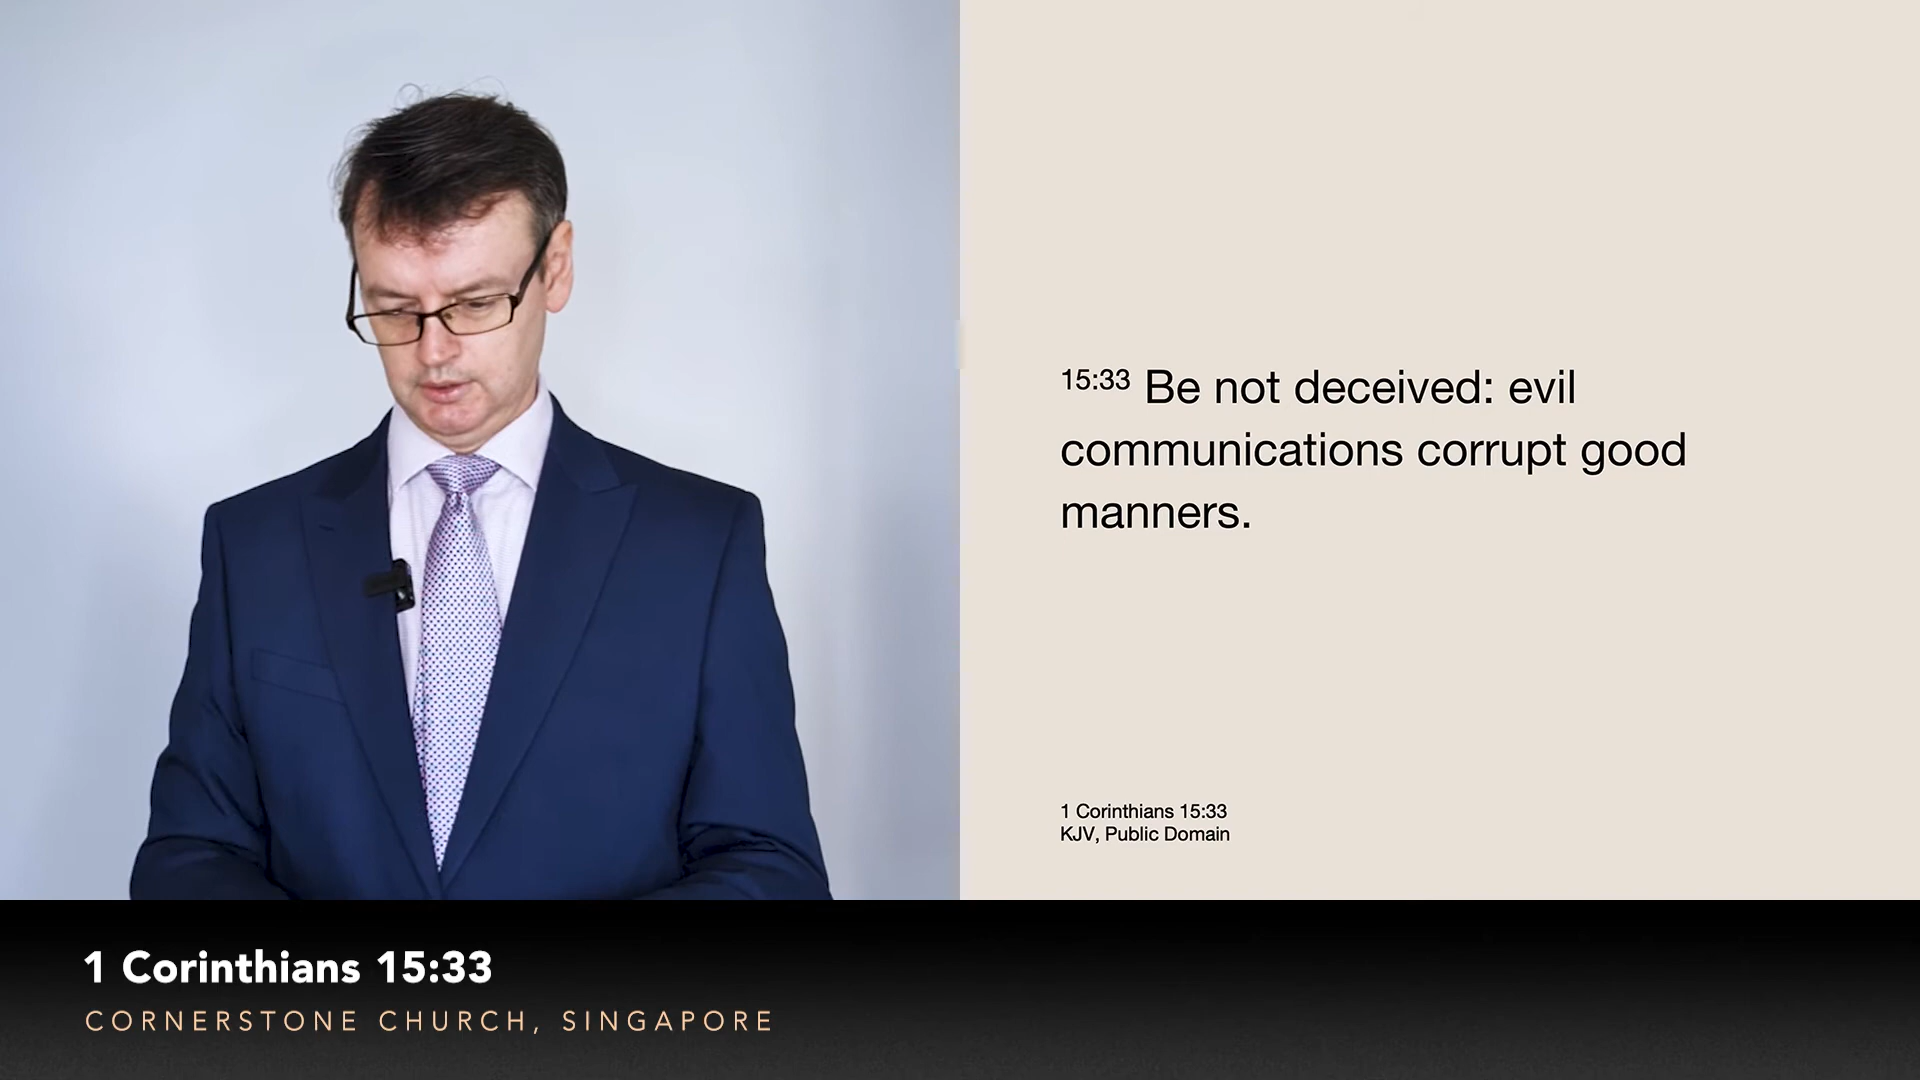 15:33 Be not deceived: evil
communications corrupt good
manners.
1 Corinthians 15:33
KJV, Public Domain
1 Corinthians 15:33
CORNERSTONE CHURCH, SINGAPORE